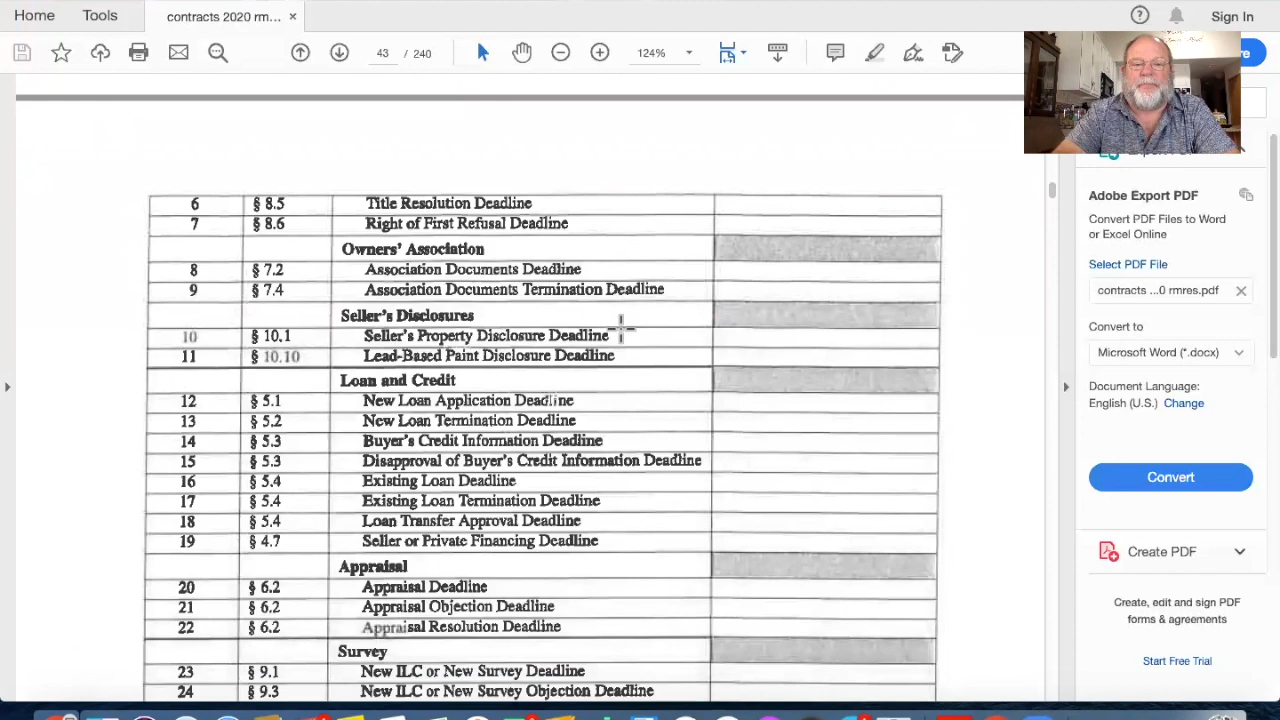 Home Tools contracts 2020 rm... × Sign In
43 / 240 124%
6 § 8.5 Title Resolution Deadline
7 § 8.6 Right of First Refusal Deadline
Owners' Association
8 § 7.2 Association Documents Deadline
9 § 7.4 Association Documents Termination Deadline
Seller's Disclosures
10 § 10.1 Seller's Property Disclosure Deadline
11 § 10.10 Lead-Based Paint Disclosure Deadline
Loan and Credit
12 § 5.1 New Loan Application Deadline
13 § 5.2 New Loan Termination Deadline
14 § 5.3 Buyer's Credit Information Deadline
15 § 5.3 Disapproval of Buyer's Credit Information Deadline
16 § 5.4 Existing Loan Deadline
17 § 5.4 Existing Loan Termination Deadline
18 § 5.4 Loan Transfer Approval Deadline
19 § 4.7 Seller or Private Financing Deadline
Appraisal
20 § 6.2 Appraisal Deadline
21 § 6.2 Appraisal Objection Deadline
22 § 6.2 Appraisal Resolution Deadline
Survey
23 § 9.1 New ILC or New Survey Deadline
24 § 9.3 New ILC or New Survey Objection Deadline
Adobe Export PDF
Convert PDF Files to Word
or Excel Online
Select PDF File
contracts ...0 rmres.pdf
Convert to
Microsoft Word (*.docx)
Document Language:
English (U.S.) Change
Convert
Create PDF
Create, edit and sign PDF
forms & agreements
Start Free Trial